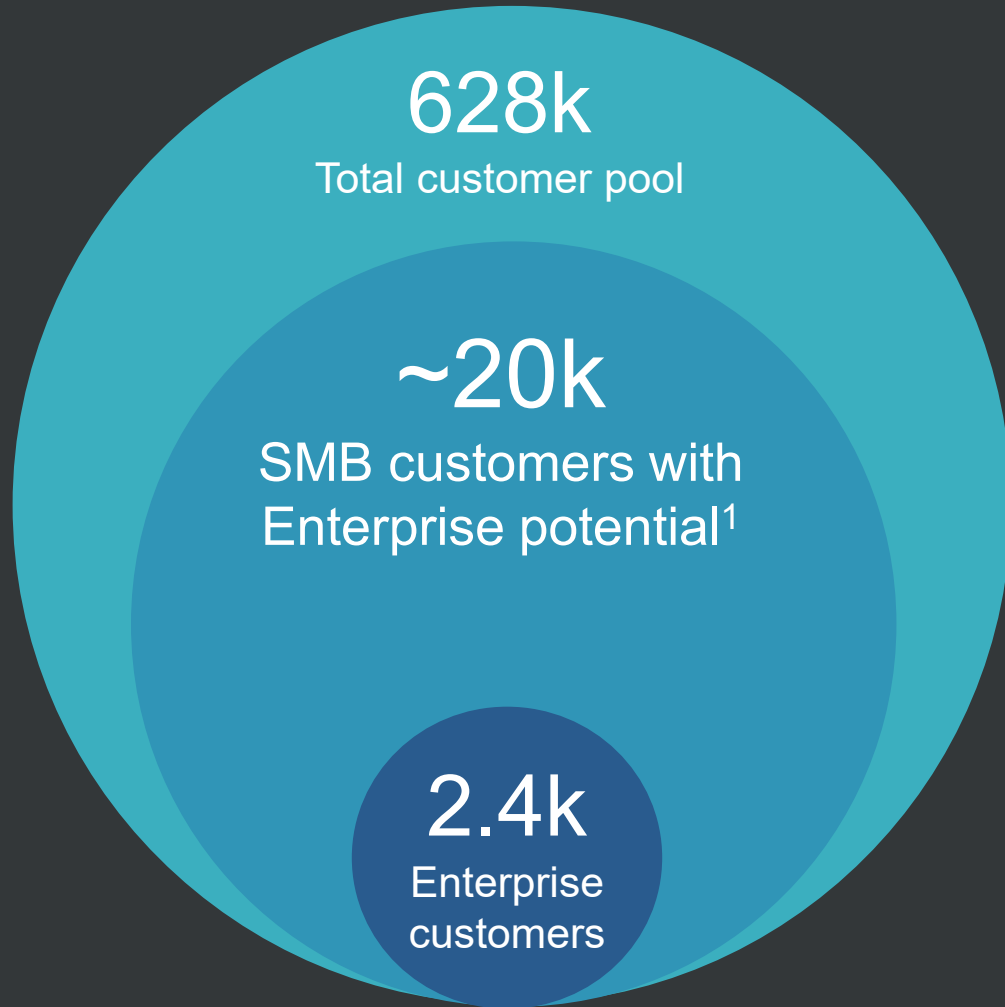 628k
Total customer pool
~20k
SMB customers with
Enterprise potential¹
2.4k
Enterprise
customers